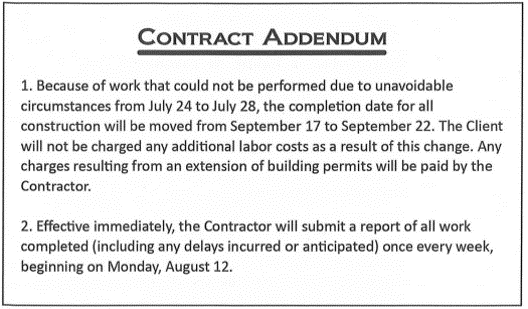 CONTRACT ADDENDUM
1. Because of work that could not be performed due to unavoidable
circumstances from July 24 to July 28, the completion date for all
construction will be moved from September 17 to September 22. The Client
will not be charged any additional labor costs as a result of this change. Any
charges resulting from an extension of building permits will be paid by the
Contractor.
2. Effective immediately, the Contractor will submit a report of all work
completed (including any delays incurred or anticipated) once every week,
beginning on Monday, August 12.